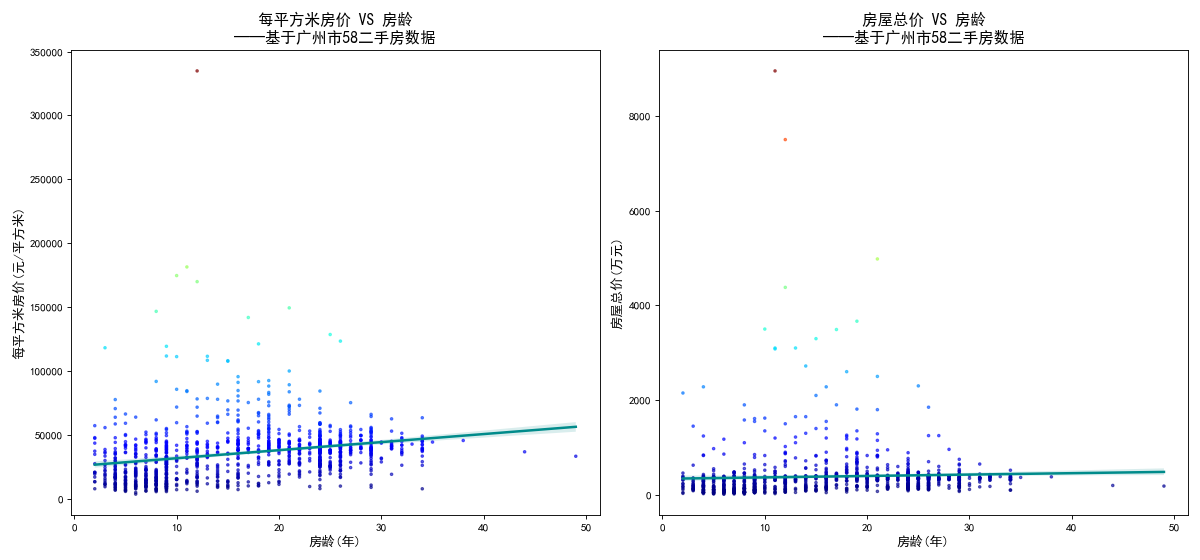 每平方米房价 VS 房龄
——基于广州市58二手房数据
350000
300000
250000
200000
150000
100000
50000
0
每平方米房价(元/平方米)
0 10 20 30 40 50
房龄(年)
房屋总价 VS 房龄
——基于广州市58二手房数据
8000
6000
4000
2000
0
房屋总价(万元)
0 10 20 30 40 50
房龄(年)